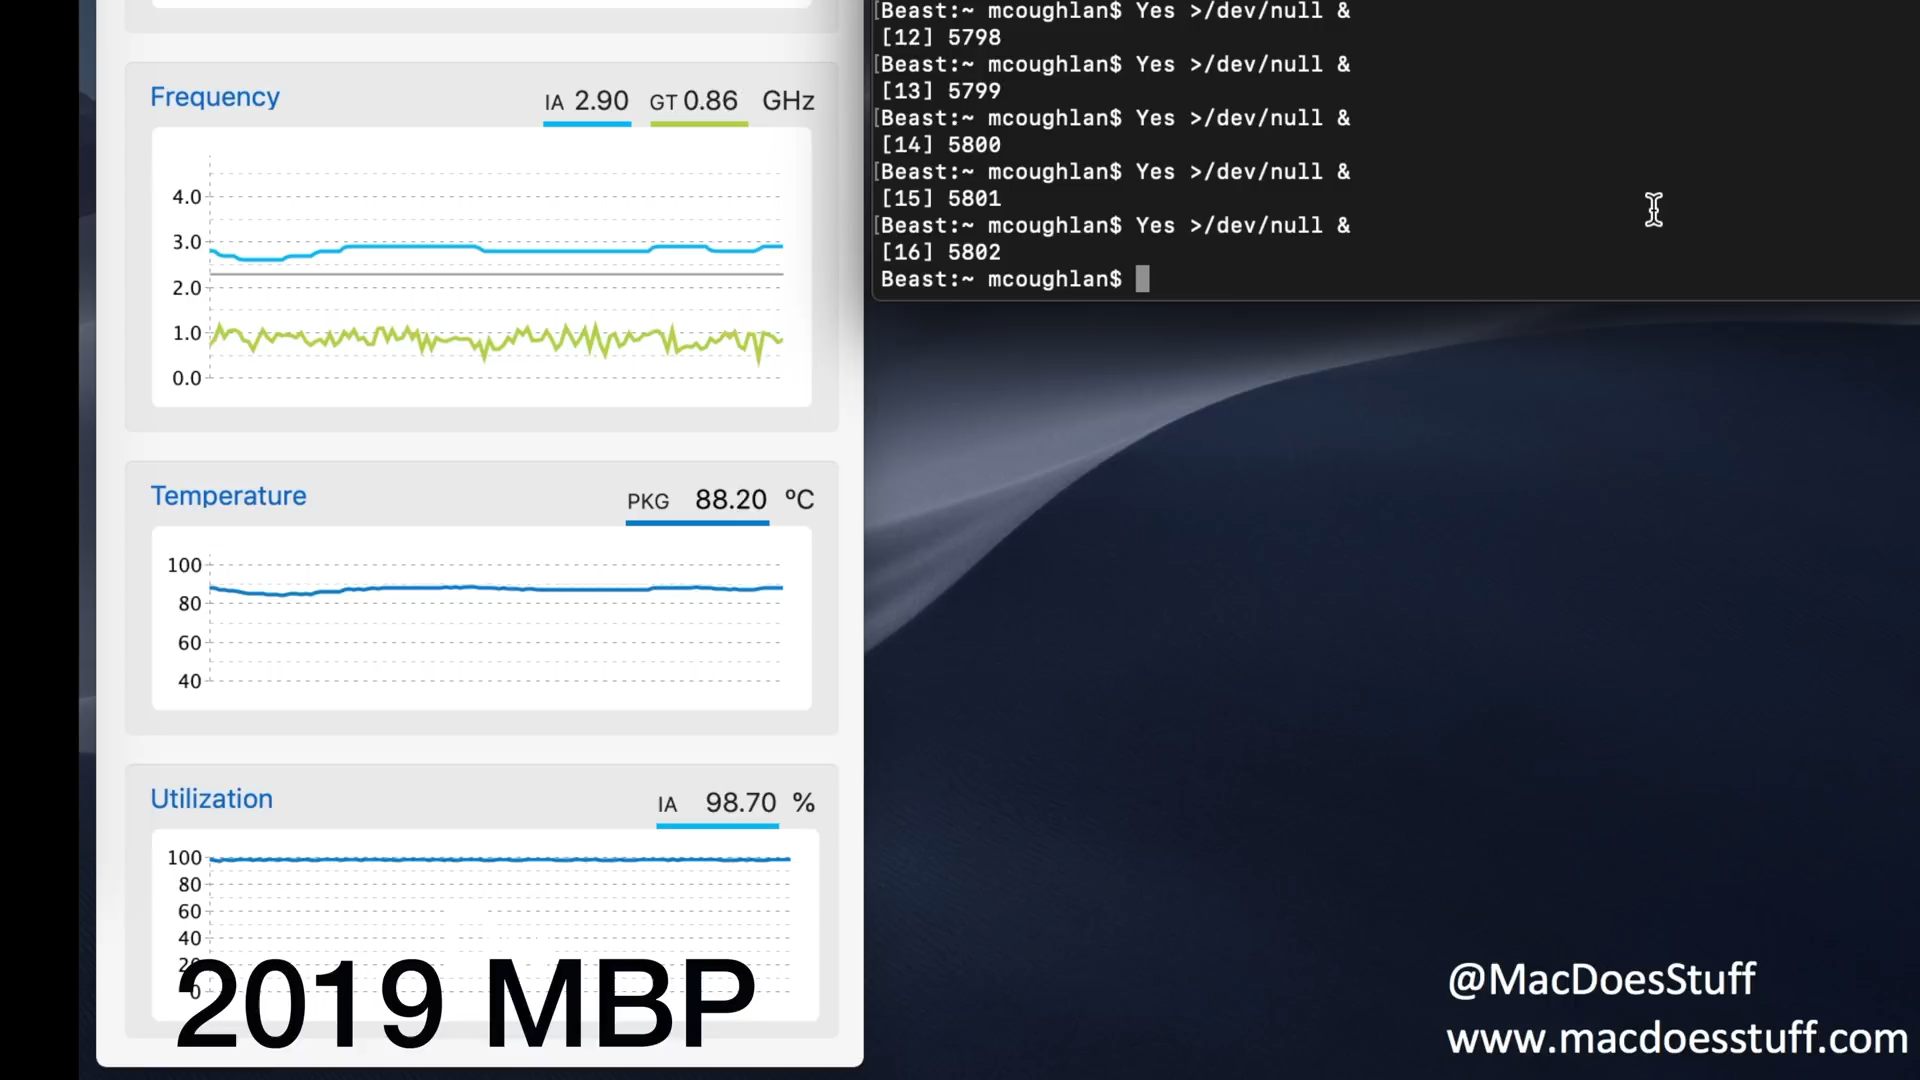 Frequency
IA 2.90 GT 0.86 GHz
4.0
3.0
2.0
1.0
0.0
Temperature
PKG 88.20 ºC
100
80
60
40
Utilization
IA 98.70 %
100
80
60
40
20
0
2019 MBP
[Beast:~ mcoughlan$ Yes >/dev/null &
[12] 5798
[Beast:~ mcoughlan$ Yes >/dev/null &
[13] 5799
[Beast:~ mcoughlan$ Yes >/dev/null &
[14] 5800
[Beast:~ mcoughlan$ Yes >/dev/null &
[15] 5801
[Beast:~ mcoughlan$ Yes >/dev/null &
[16] 5802
Beast:~ mcoughlan$
@MacDoesStuff
www.macdoesstuff.com